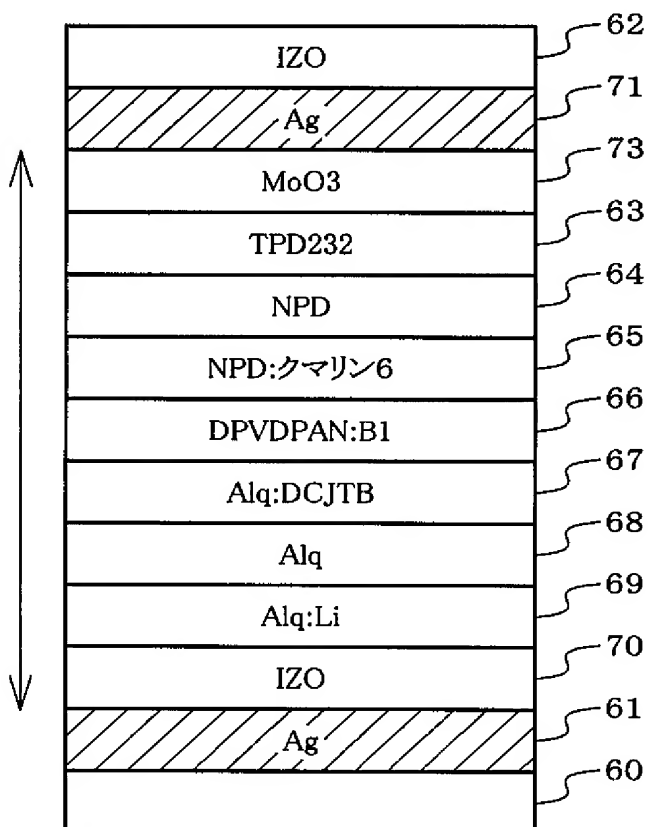 62
IZO
71
Ag
73
MoO3
63
TPD232
64
NPD
65
NPD:クマリン6
66
DPVDPAN:B1
67
Alq:DCJTB
68
Alq
69
Alq:Li
70
IZO
61
Ag
60